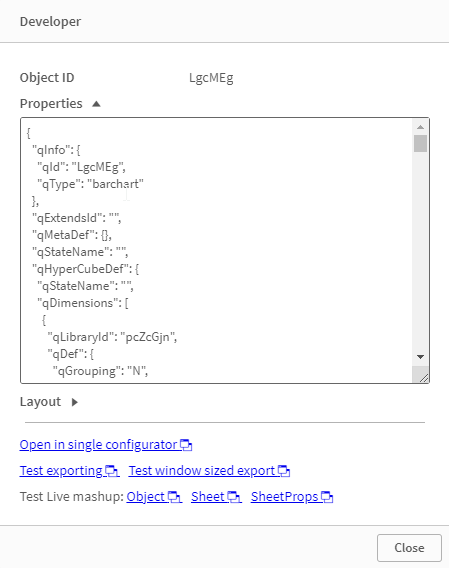 Developer
Object ID LgcMEg
Properties
{
"qInfo": {
"qId": "LgcMEg",
"qType": "barchart"
},
"qExtendsId": "",
"qMetaDef": {},
"qStateName": "",
"qHyperCubeDef": {
"qStateName": "",
"qDimensions": [
{
"qLibraryId": "pcZcGjn",
"qDef": {
"qGrouping": "N",
Layout
Open in single configurator
Test exporting Test window sized export
Test Live mashup: Object Sheet SheetProps
Close